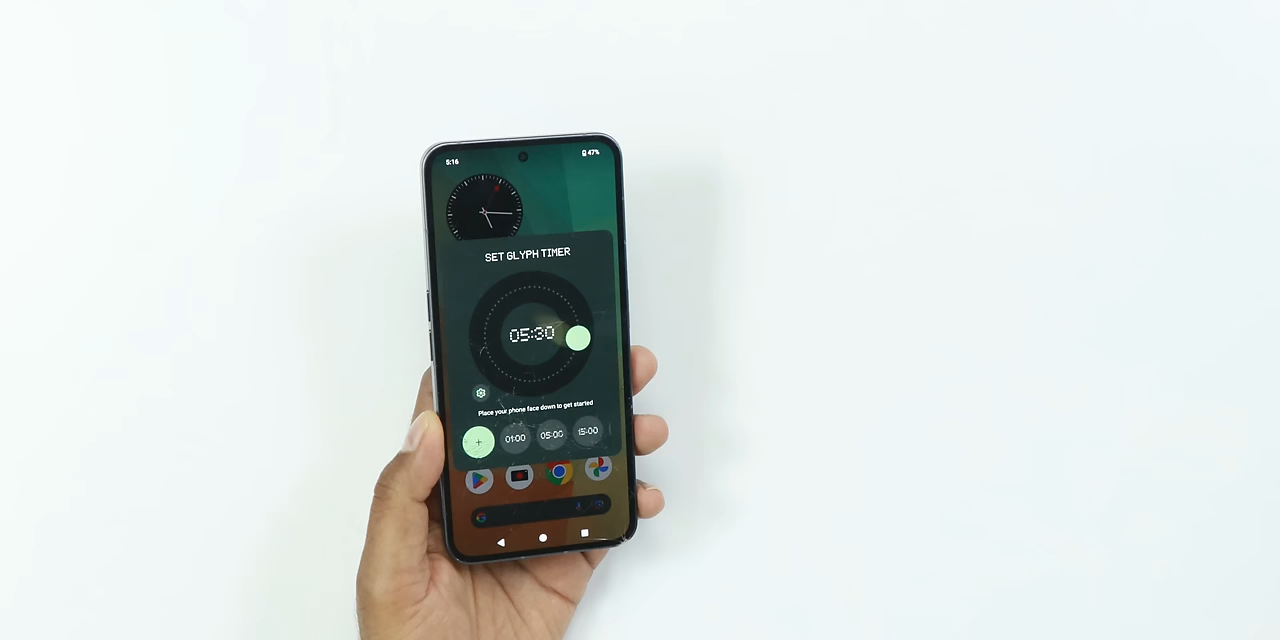 5:16 47%
SET GLYPH TIMER
05:30
Place your phone face down to get started
+ 01:00 05:00 15:00
G